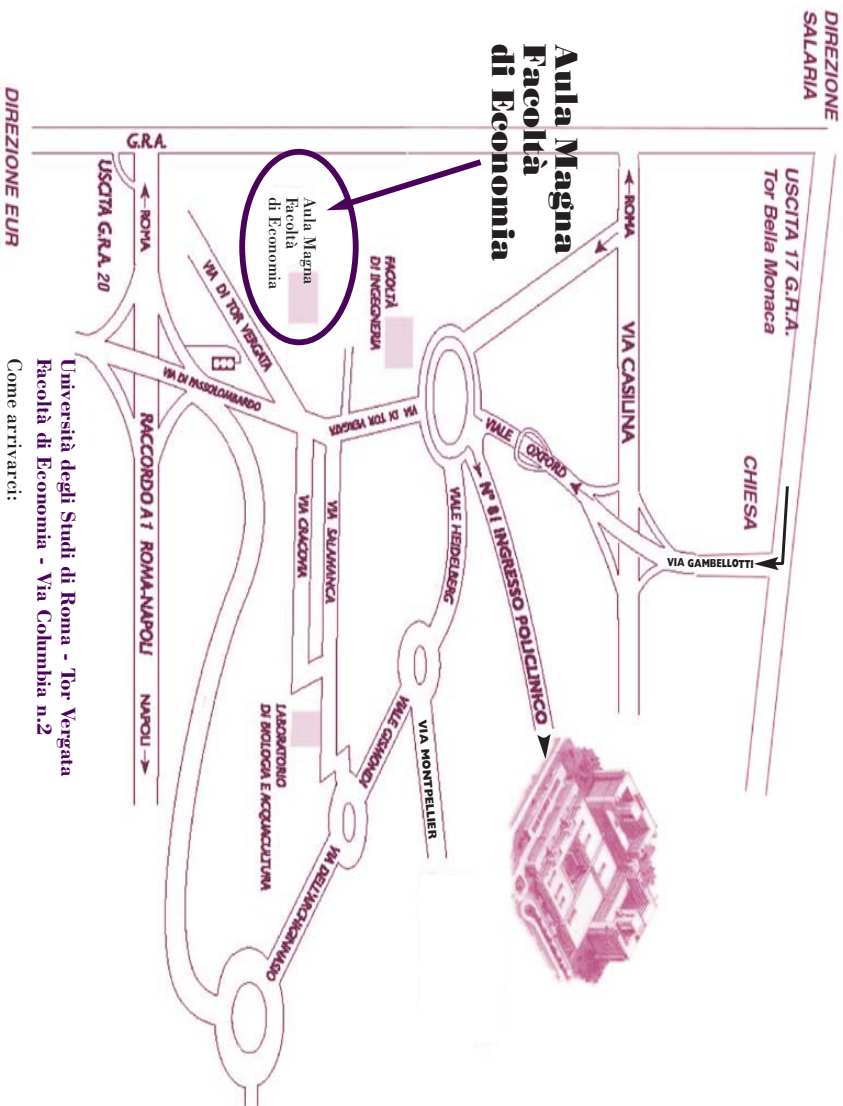 DIREZIONE
SALARIA
USCITA 17 G.R.A.
Tor Bella Monaca
CHIESA
VIA GAMBELLOTTI
← ROMA
VIA CASILINA
Aula Magna
Facoltà
di Economia
VIALE
OXFORD
N° 81 INGRESSO POLICLINICO
VIALE HEIDELBERG
VIA MONTPELLIER
FACOLTÀ
DI INGEGNERIA
VIA DI TOR VERGATA
Aula Magna
Facoltà
di Economia
VIA SALAMANCA
VIA CRACOVIA
VIALE GISMONDI
LABORATORIO
DI BIOLOGIA E ACQUACULTURA
VIA DELL'ARCHIGINNASIO
VIA DI TOR VERGATA
VIA DI PASSOLOMBARDO
G.R.A.
← ROMA
RACCORDO A1 ROMA-NAPOLI
NAPOLI →
USCITA G.R.A. 20
DIREZIONE EUR
Università degli Studi di Roma - Tor Vergata
Facoltà di Economia - Via Columbia n.2
Come arrivarci: